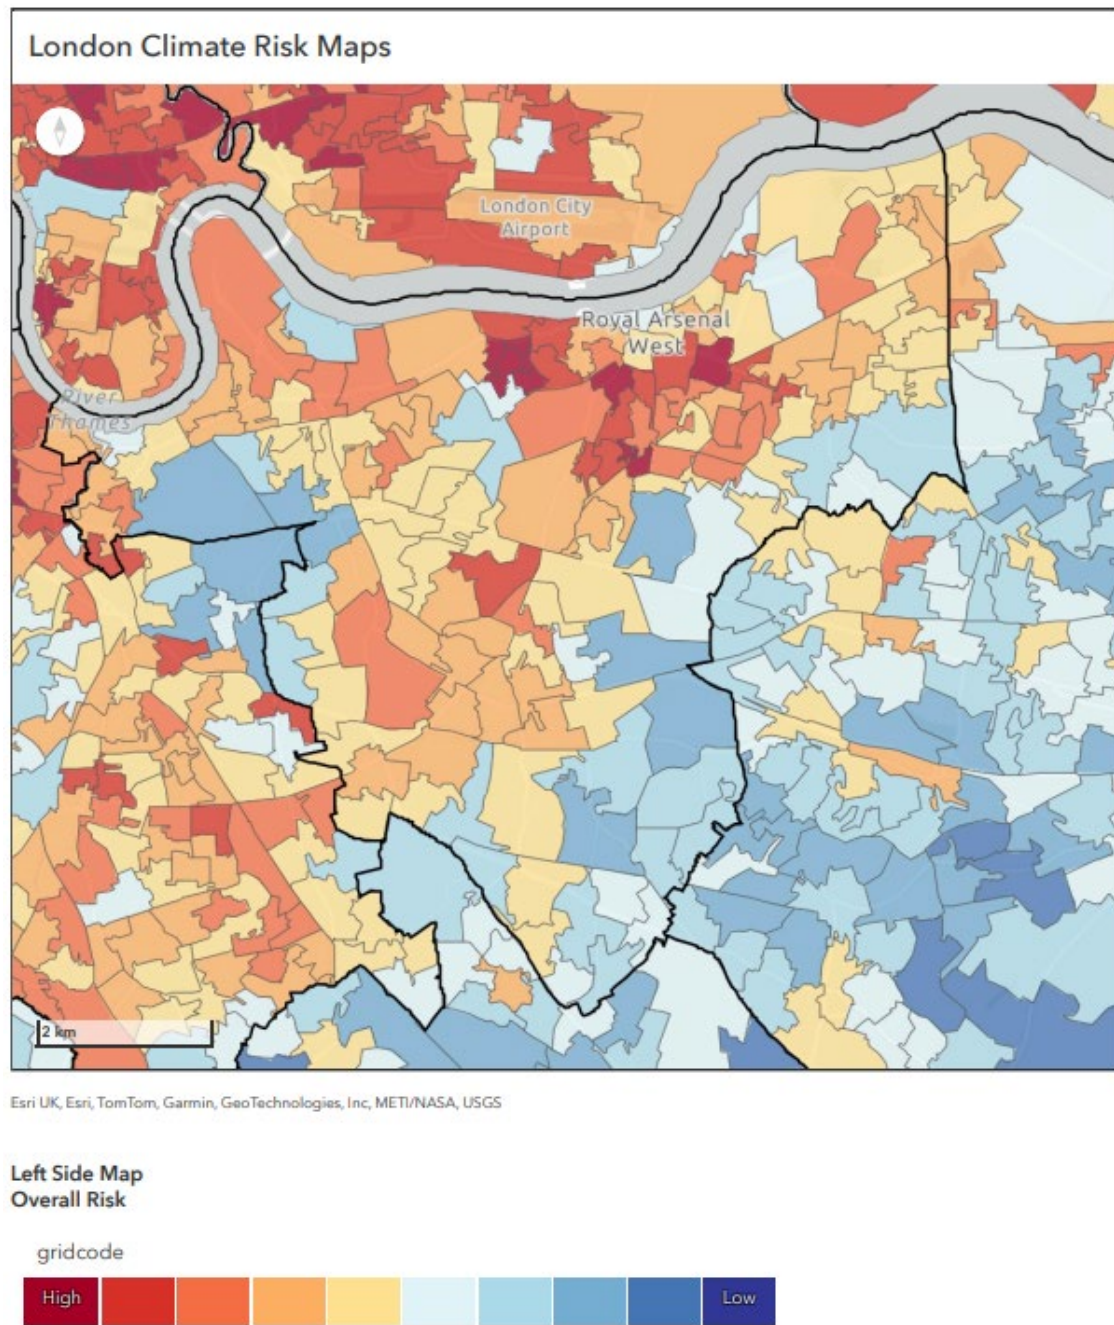 London Climate Risk Maps
London City
Airport
Royal Arsenal
West
River
Thames
2 km
Esri UK, Esri, TomTom, Garmin, GeoTechnologies, Inc, METI/NASA, USGS
Left Side Map
Overall Risk
gridcode
High
Low